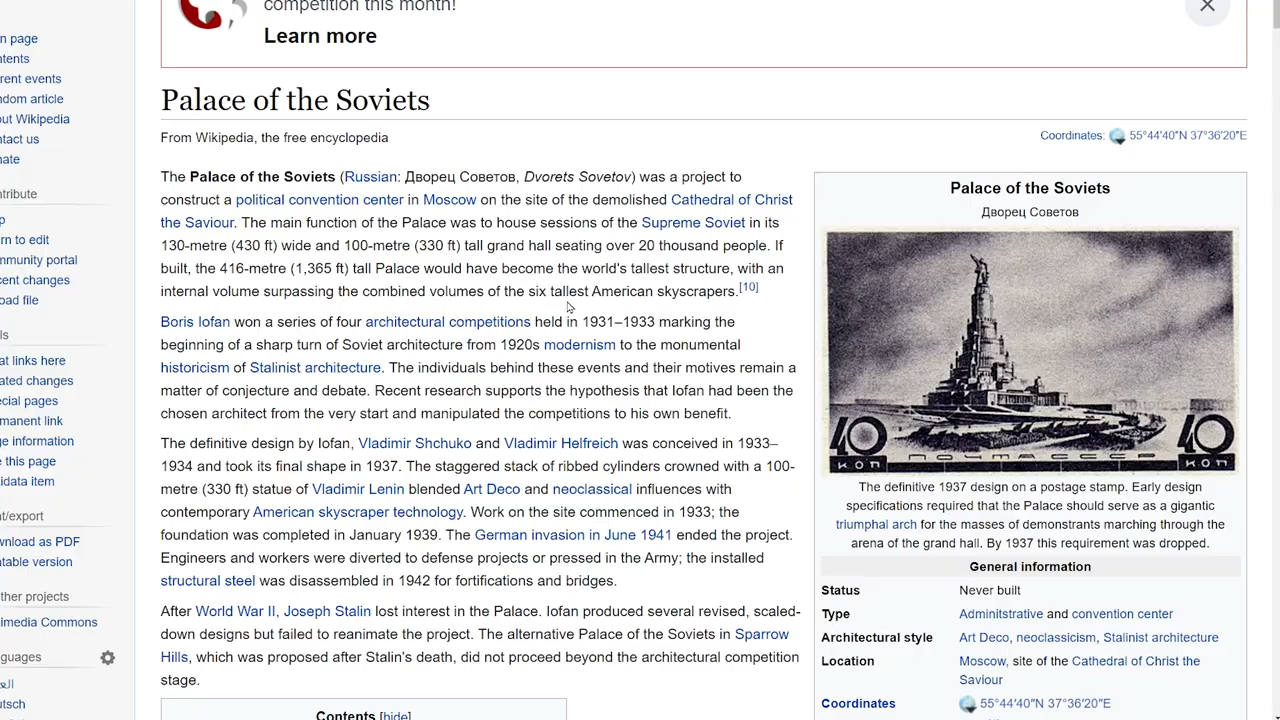 competition this month!
Learn more
n page
ntents
rent events
ndom article
out Wikipedia
ntact us
nate
ntribute
p
rn to edit
mmunity portal
cent changes
load file
ls
at links here
ated changes
ecial pages
manent link
ge information
e this page
idata item
nt/export
wnload as PDF
table version
ther projects
imedia Commons
nguages
utsch
Palace of the Soviets
From Wikipedia, the free encyclopedia
Coordinates: 55°44′40″N 37°36′20″E
The Palace of the Soviets (Russian: Дворец Советов, Dvorets Sovetov) was a project to
construct a political convention center in Moscow on the site of the demolished Cathedral of Christ
the Saviour. The main function of the Palace was to house sessions of the Supreme Soviet in its
130-metre (430 ft) wide and 100-metre (330 ft) tall grand hall seating over 20 thousand people. If
built, the 416-metre (1,365 ft) tall Palace would have become the world's tallest structure, with an
internal volume surpassing the combined volumes of the six tallest American skyscrapers.[10]
Boris Iofan won a series of four architectural competitions held in 1931–1933 marking the
beginning of a sharp turn of Soviet architecture from 1920s modernism to the monumental
historicism of Stalinist architecture. The individuals behind these events and their motives remain a
matter of conjecture and debate. Recent research supports the hypothesis that Iofan had been the
chosen architect from the very start and manipulated the competitions to his own benefit.
The definitive design by Iofan, Vladimir Shchuko and Vladimir Helfreich was conceived in 1933–
1934 and took its final shape in 1937. The staggered stack of ribbed cylinders crowned with a 100-
metre (330 ft) statue of Vladimir Lenin blended Art Deco and neoclassical influences with
contemporary American skyscraper technology. Work on the site commenced in 1933; the
foundation was completed in January 1939. The German invasion in June 1941 ended the project.
Engineers and workers were diverted to defense projects or pressed in the Army; the installed
structural steel was disassembled in 1942 for fortifications and bridges.
After World War II, Joseph Stalin lost interest in the Palace. Iofan produced several revised, scaled-
down designs but failed to reanimate the project. The alternative Palace of the Soviets in Sparrow
Hills, which was proposed after Stalin's death, did not proceed beyond the architectural competition
stage.
Contents [hide]
Palace of the Soviets
Дворец Советов
40 40
КОП ПОЧТА СССР КОП
The definitive 1937 design on a postage stamp. Early design
specifications required that the Palace should serve as a gigantic
triumphal arch for the masses of demonstrants marching through the
arena of the grand hall. By 1937 this requirement was dropped.
General information
Status Never built
Type Adminitstrative and convention center
Architectural style Art Deco, neoclassicism, Stalinist architecture
Location Moscow, site of the Cathedral of Christ the
Saviour
Coordinates 55°44′40″N 37°36′20″E